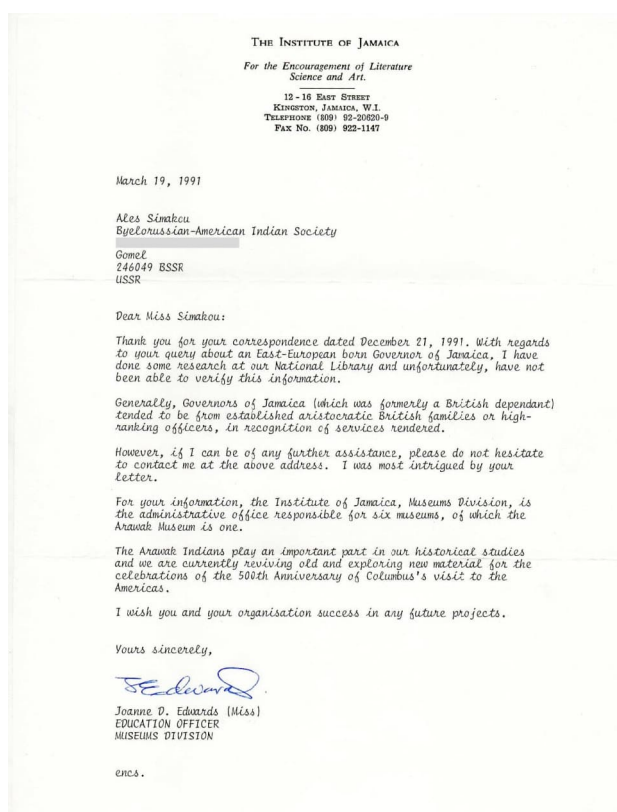 THE INSTITUTE OF JAMAICA
For the Encouragement of Literature
Science and Art.
12 - 16 EAST STREET
KINGSTON, JAMAICA, W.I.
TELEPHONE (809) 92-20620-9
FAX NO. (809) 922-1147
March 19, 1991
Ales Simakou
Byelorussian-American Indian Society
Gomel
246049 BSSR
USSR
Dear Miss Simakou:
Thank you for your correspondence dated December 21, 1991. With regards
to your query about an East-European born Governor of Jamaica, I have
done some research at our National Library and unfortunately, have not
been able to verify this information.
Generally, Governors of Jamaica (which was formerly a British dependant)
tended to be from established aristocratic British families or high-
ranking officers, in recognition of services rendered.
However, if I can be of any further assistance, please do not hesitate
to contact me at the above address. I was most intrigued by your
letter.
For your information, the Institute of Jamaica, Museums Division, is
the administrative office responsible for six museums, of which the
Arawak Museum is one.
The Arawak Indians play an important part in our historical studies
and we are currently reviving old and exploring new material for the
celebrations of the 500th Anniversary of Columbus's visit to the
Americas.
I wish you and your organisation success in any future projects.
Yours sincerely,
JEdwards
Joanne D. Edwards (Miss)
EDUCATION OFFICER
MUSEUMS DIVISION
encs.